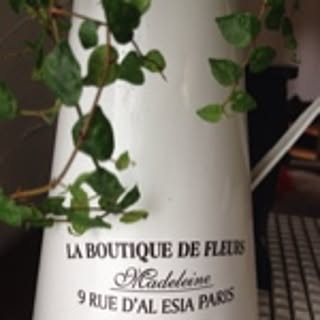 LA BOUTIQUE DE FLEURS
Madeleine
9 RUE D'AL ESIA PARIS